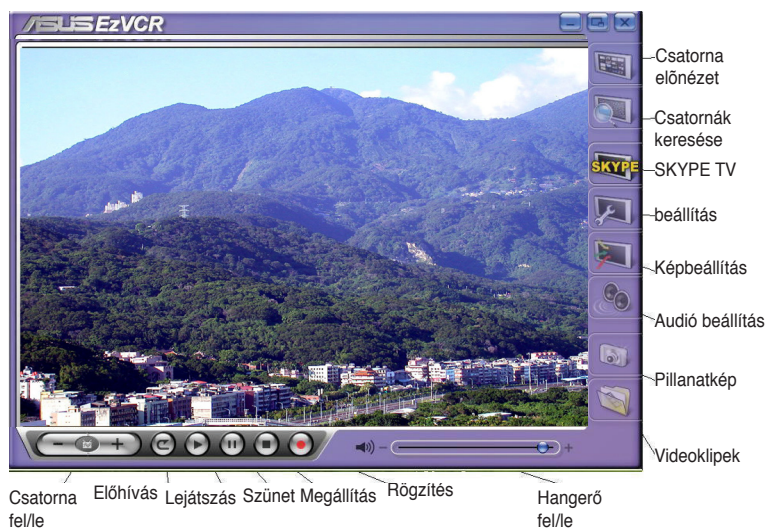 ASUS EzVCR
Csatorna
elõnézet
Csatornák
keresése
SKYPE
SKYPE TV
beállítás
Képbeállítás
Audió beállítás
Pillanatkép
Videoklipek
Csatorna
fel/le
Előhívás
Lejátszás
Szünet
Megállítás
Rögzítés
Hangerő
fel/le